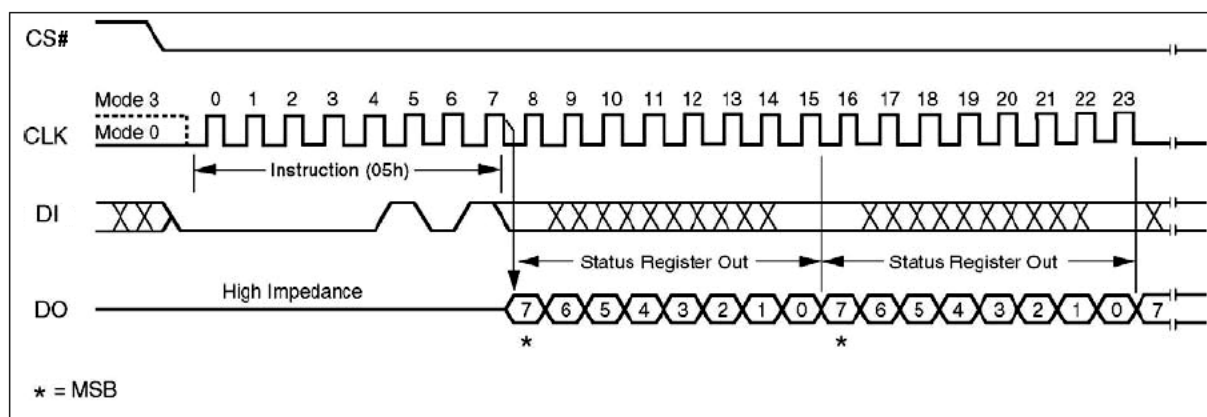 CS#
Mode 3 0 1 2 3 4 5 6 7 8 9 10 11 12 13 14 15 16 17 18 19 20 21 22 23
CLK Mode 0
Instruction (05h)
DI
Status Register Out Status Register Out
High Impedance
DO 7 6 5 4 3 2 1 0 7 6 5 4 3 2 1 0 7
* *
* = MSB